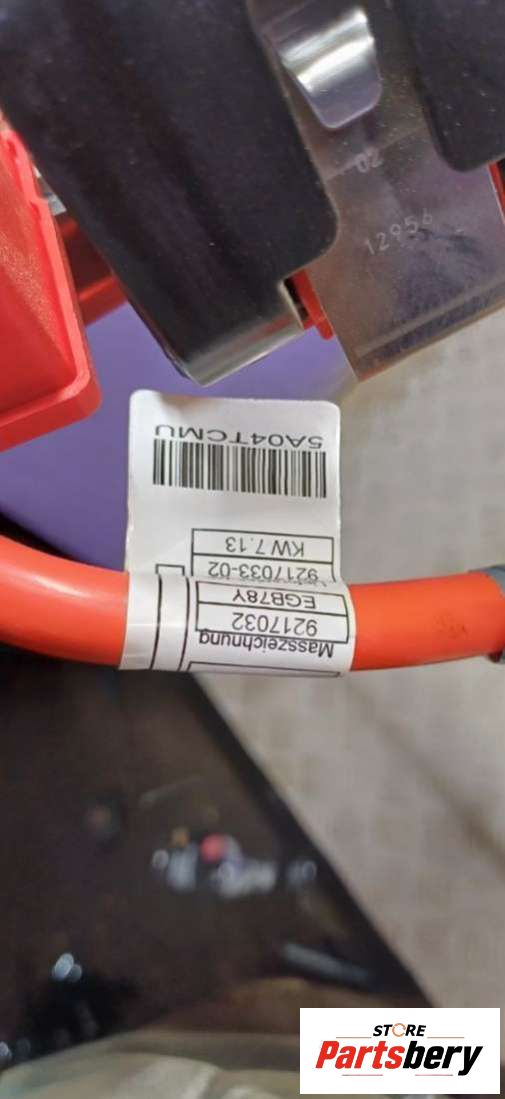 02
12956
Masszeichnung
9217032
EGB78Y
9217033-02
KW 7.13
5A04TCMU
STORE
Partsbery